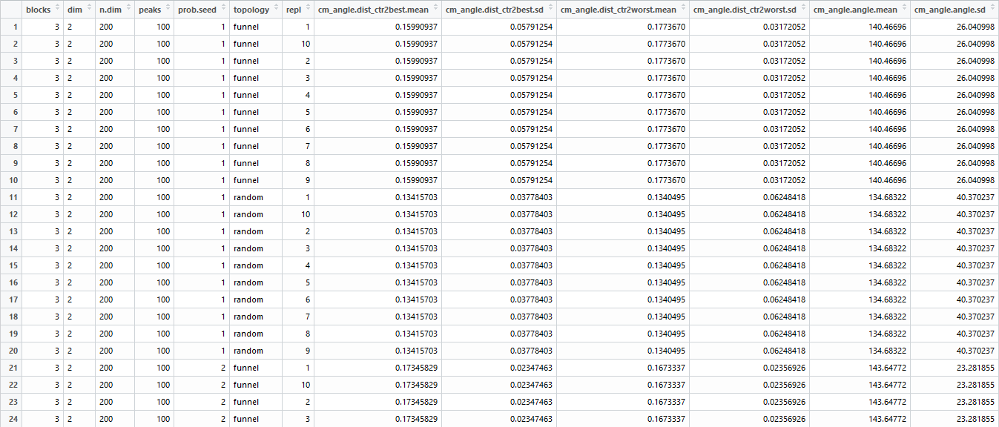 blocks dim n.dim peaks prob.seed topology repl cm_angle.dist_ctr2best.mean cm_angle.dist_ctr2best.sd cm_angle.dist_ctr2worst.mean cm_angle.dist_ctr2worst.sd cm_angle.angle.mean cm_angle.angle.sd
1 3 2 200 100 1 funnel 1 0.15990937 0.05791254 0.1773670 0.03172052 140.46696 26.040998
2 3 2 200 100 1 funnel 10 0.15990937 0.05791254 0.1773670 0.03172052 140.46696 26.040998
3 3 2 200 100 1 funnel 2 0.15990937 0.05791254 0.1773670 0.03172052 140.46696 26.040998
4 3 2 200 100 1 funnel 3 0.15990937 0.05791254 0.1773670 0.03172052 140.46696 26.040998
5 3 2 200 100 1 funnel 4 0.15990937 0.05791254 0.1773670 0.03172052 140.46696 26.040998
6 3 2 200 100 1 funnel 5 0.15990937 0.05791254 0.1773670 0.03172052 140.46696 26.040998
7 3 2 200 100 1 funnel 6 0.15990937 0.05791254 0.1773670 0.03172052 140.46696 26.040998
8 3 2 200 100 1 funnel 7 0.15990937 0.05791254 0.1773670 0.03172052 140.46696 26.040998
9 3 2 200 100 1 funnel 8 0.15990937 0.05791254 0.1773670 0.03172052 140.46696 26.040998
10 3 2 200 100 1 funnel 9 0.15990937 0.05791254 0.1773670 0.03172052 140.46696 26.040998
11 3 2 200 100 1 random 1 0.13415703 0.03778403 0.1340495 0.06248418 134.68322 40.370237
12 3 2 200 100 1 random 10 0.13415703 0.03778403 0.1340495 0.06248418 134.68322 40.370237
13 3 2 200 100 1 random 2 0.13415703 0.03778403 0.1340495 0.06248418 134.68322 40.370237
14 3 2 200 100 1 random 3 0.13415703 0.03778403 0.1340495 0.06248418 134.68322 40.370237
15 3 2 200 100 1 random 4 0.13415703 0.03778403 0.1340495 0.06248418 134.68322 40.370237
16 3 2 200 100 1 random 5 0.13415703 0.03778403 0.1340495 0.06248418 134.68322 40.370237
17 3 2 200 100 1 random 6 0.13415703 0.03778403 0.1340495 0.06248418 134.68322 40.370237
18 3 2 200 100 1 random 7 0.13415703 0.03778403 0.1340495 0.06248418 134.68322 40.370237
19 3 2 200 100 1 random 8 0.13415703 0.03778403 0.1340495 0.06248418 134.68322 40.370237
20 3 2 200 100 1 random 9 0.13415703 0.03778403 0.1340495 0.06248418 134.68322 40.370237
21 3 2 200 100 2 funnel 1 0.17345829 0.02347463 0.1673337 0.02356926 143.64772 23.281855
22 3 2 200 100 2 funnel 10 0.17345829 0.02347463 0.1673337 0.02356926 143.64772 23.281855
23 3 2 200 100 2 funnel 2 0.17345829 0.02347463 0.1673337 0.02356926 143.64772 23.281855
24 3 2 200 100 2 funnel 3 0.17345829 0.02347463 0.1673337 0.02356926 143.64772 23.281855